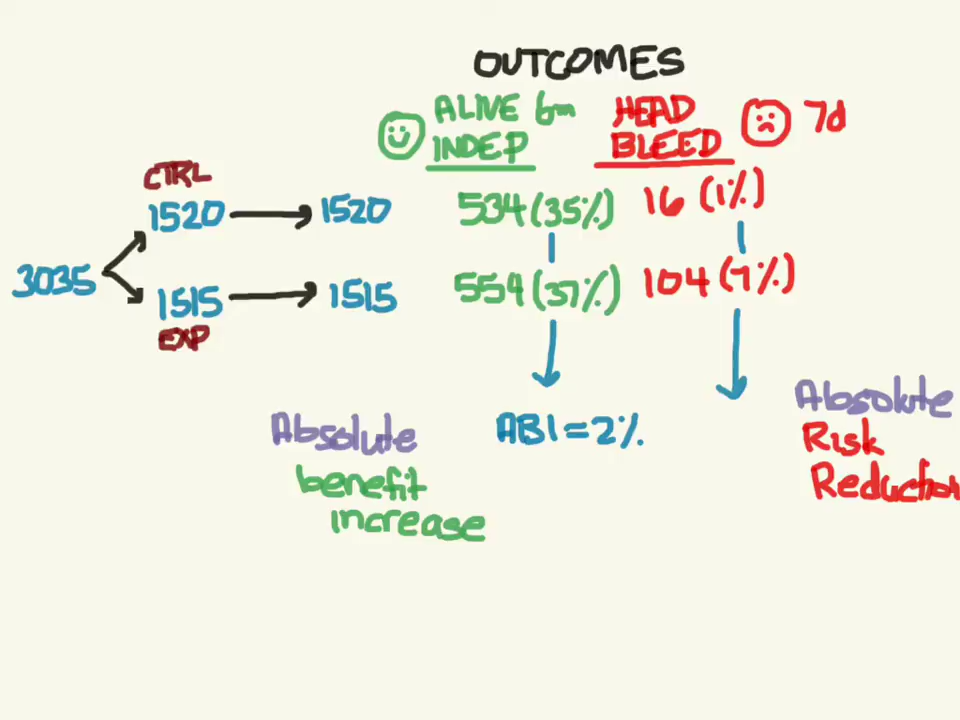 OUTCOMES
ALIVE 6m
INDEP
HEAD
BLEED
7d
CTRL
1520
1520
534 (35%)
16 (1%)
3035
1515
1515
554 (37%)
104 (7%)
EXP
Absolute
benefit
increase
ABI=2%
Absolute
Risk
Reduction